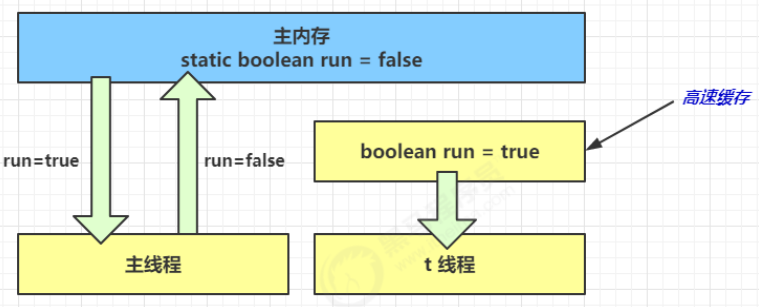 主内存
static boolean run = false
高速缓存
run=true
run=false
boolean run = true
主线程
t 线程